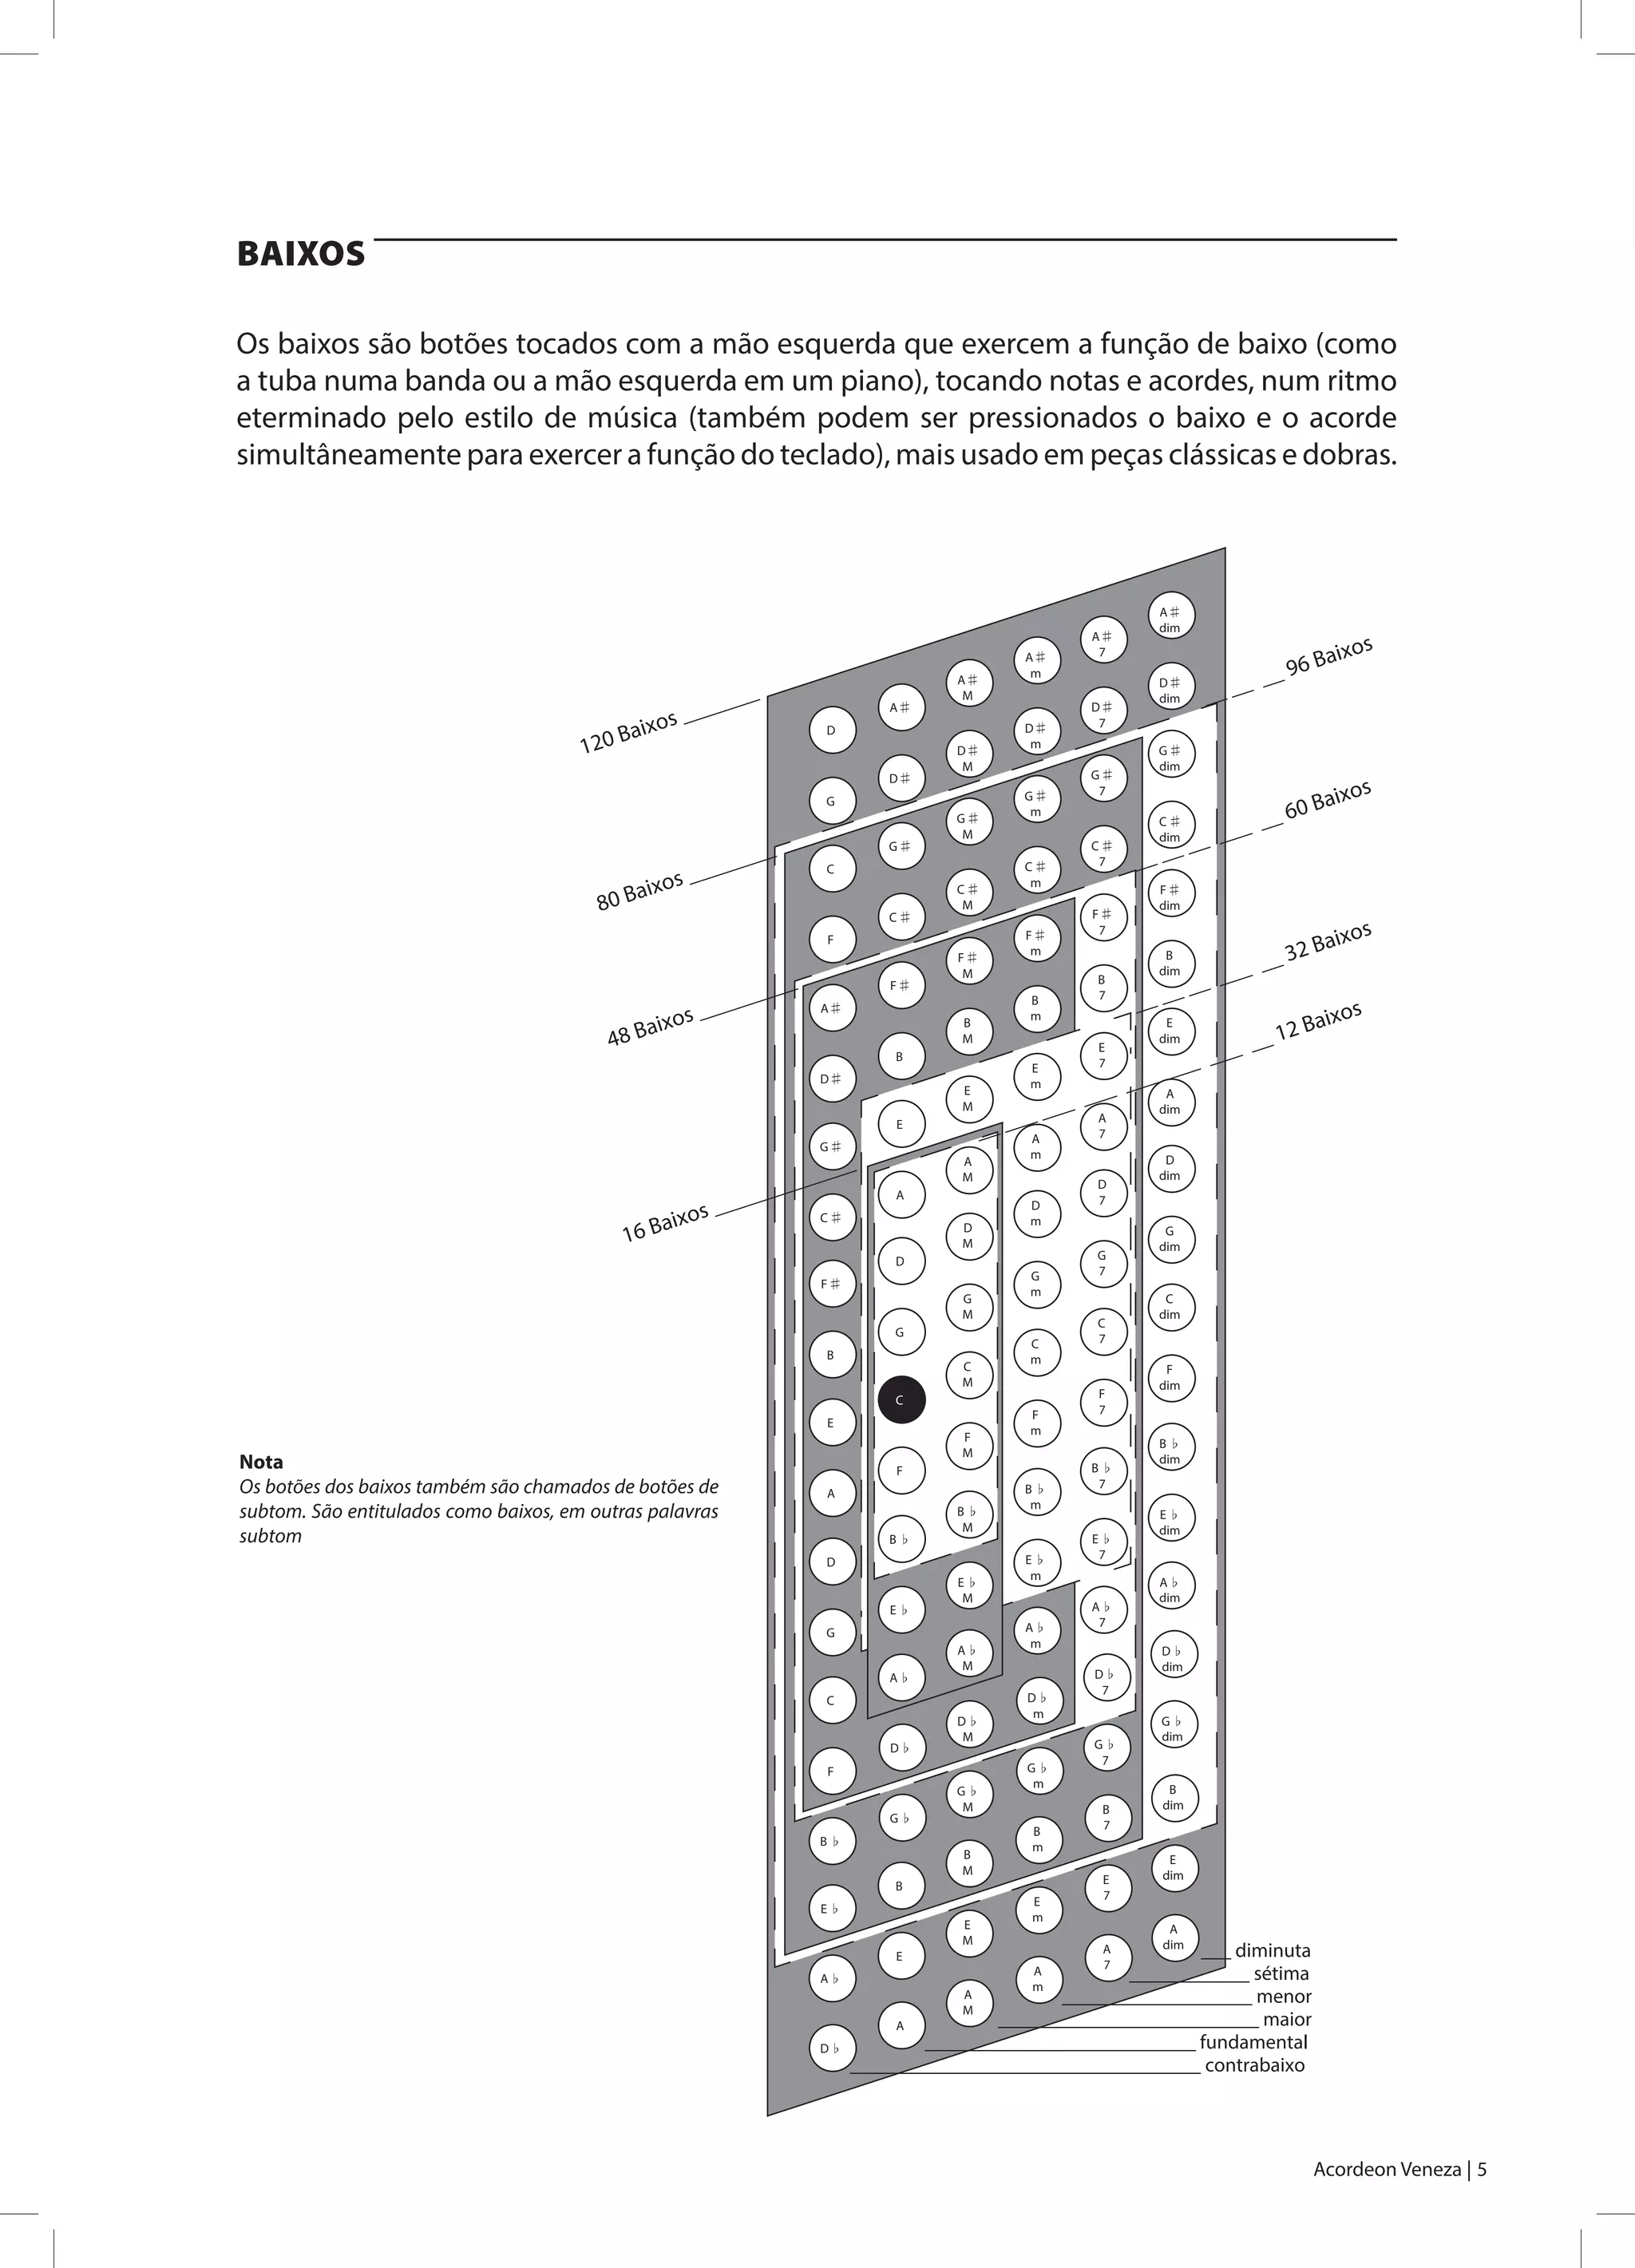 BAIXOS
Os baixos são botões tocados com a mão esquerda que exercem a função de baixo (como
a tuba numa banda ou a mão esquerda em um piano), tocando notas e acordes, num ritmo
eterminado pelo estilo de música (também podem ser pressionados o baixo e o acorde
simultâneamente para exercer a função do teclado), mais usado em peças clássicas e dobras.
120 Baixos
80 Baixos
48 Baixos
16 Baixos
96 Baixos
60 Baixos
32 Baixos
12 Baixos
D A♯ A♯ M A♯ m A♯ 7 A♯ dim
G D♯ D♯ M D♯ m D♯ 7 D♯ dim
C G♯ G♯ M G♯ m G♯ 7 G♯ dim
F C♯ C♯ M C♯ m C♯ 7 C♯ dim
A♯ F♯ F♯ M F♯ m F♯ 7 F♯ dim
D♯ B B M B m B 7 B dim
G♯ E E M E m E 7 E dim
C♯ A A M A m A 7 A dim
F♯ D D M D m D 7 D dim
B G G M G m G 7 G dim
E C C M C m C 7 C dim
A F F M F m F 7 F dim
D B♭ B♭ M B♭ m B♭ 7 B♭ dim
G E♭ E♭ M E♭ m E♭ 7 E♭ dim
C A♭ A♭ M A♭ m A♭ 7 A♭ dim
F D♭ D♭ M D♭ m D♭ 7 D♭ dim
B♭ G♭ G♭ M G♭ m G♭ 7 G♭ dim
E♭ B B M B m B 7 B dim
A♭ E E M E m E 7 E dim
D♭ A A M A m A 7 A dim
diminuta
sétima
menor
maior
fundamental
contrabaixo
Nota
Os botões dos baixos também são chamados de botões de
subtom. São entitulados como baixos, em outras palavras
subtom
Acordeon Veneza | 5